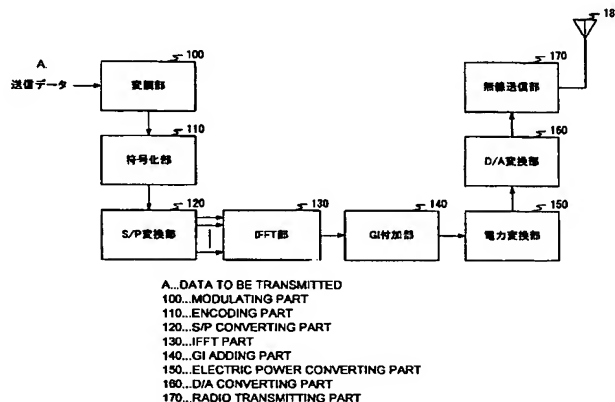 18
100
A.
送信データ
変調部
170
無線送信部
110
符号化部
160
D/A変換部
120
S/P変換部
130
IFFT部
140
GI付加部
150
電力変換部
A...DATA TO BE TRANSMITTED
100...MODULATING PART
110...ENCODING PART
120...S/P CONVERTING PART
130...IFFT PART
140...GI ADDING PART
150...ELECTRIC POWER CONVERTING PART
160...D/A CONVERTING PART
170...RADIO TRANSMITTING PART